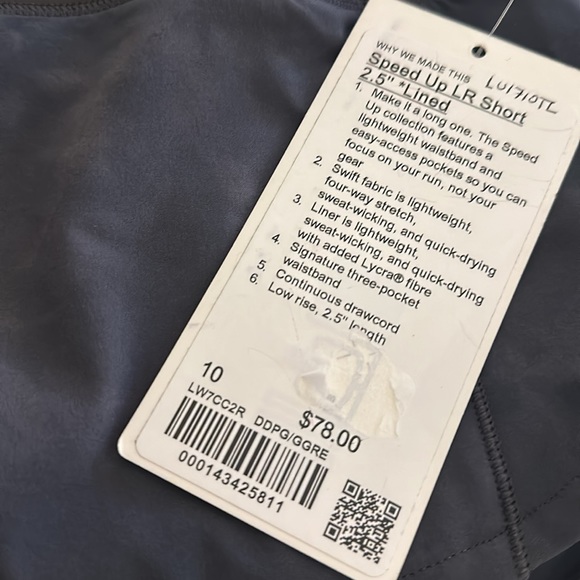 WHY WE MADE THIS
LU1710TL
Speed Up LR Short
2.5" *Lined
1. Make it a long one. The Speed
Up collection features a
lightweight waistband and
easy-access pockets so you can
focus on your run, not your
gear
2. Swift fabric is lightweight,
four-way stretch,
sweat-wicking, and quick-drying
3. Liner is lightweight,
sweat-wicking, and quick-drying
with added Lycra® fibre
4. Signature three-pocket
waistband
5. Continuous drawcord
6. Low rise, 2.5" length
10
$78.00
LW7CC2R DDPG/GGRE
000143425811